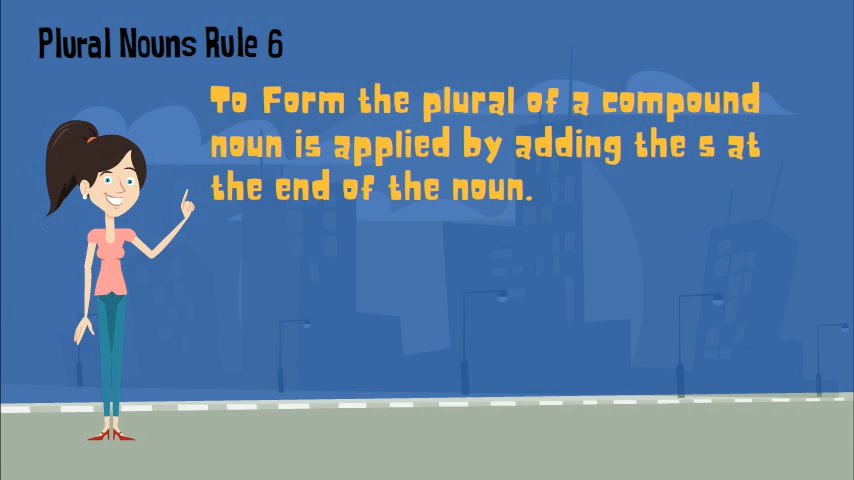 Plural Nouns Rule 6
To Form the plural of a compound
noun is applied by adding the s at
the end of the noun.